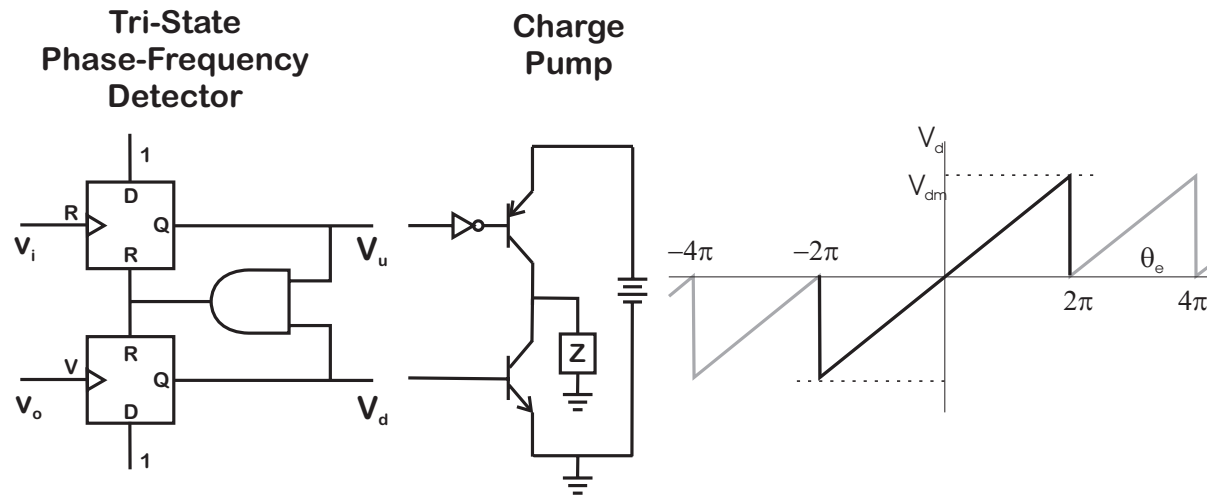 Tri-State
Phase-Frequency
Detector
Charge
Pump
1
D
R
Q
V_i
R
V_u
R
V
Q
V_o
D
V_d
1
Z
V_d
V_dm
−4π
−2π
θ_e
2π
4π